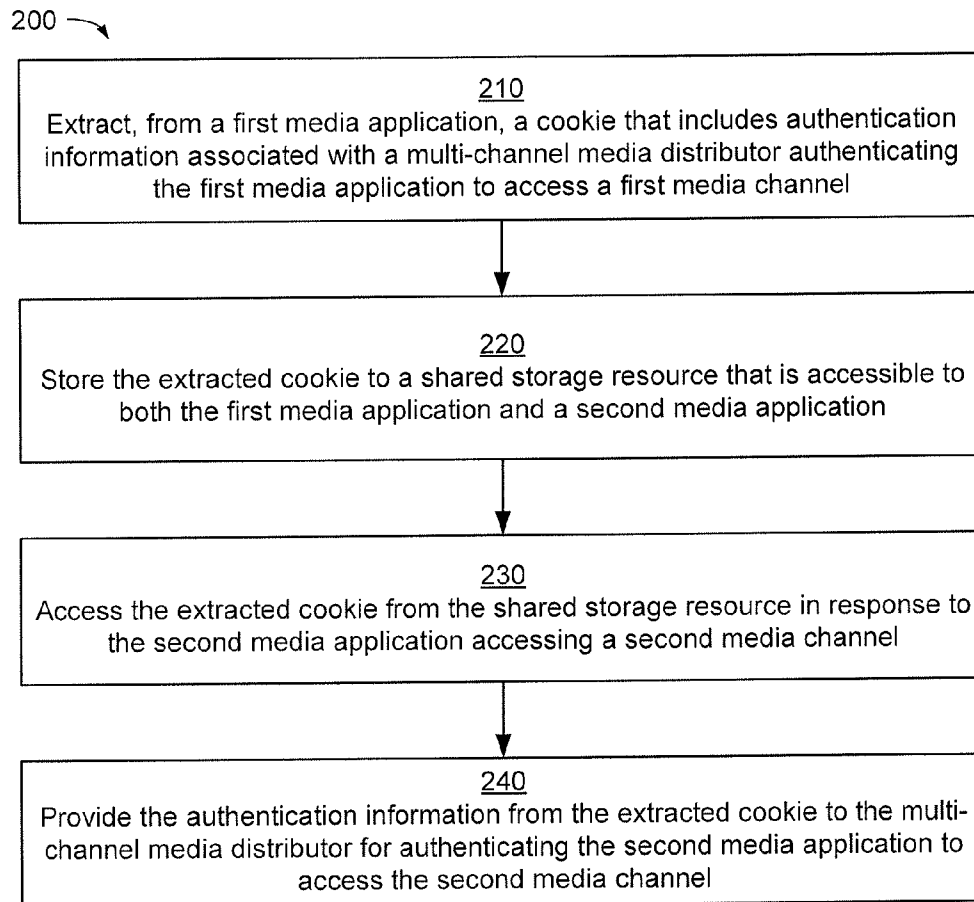 200
210
Extract, from a first media application, a cookie that includes authentication
information associated with a multi-channel media distributor authenticating
the first media application to access a first media channel
220
Store the extracted cookie to a shared storage resource that is accessible to
both the first media application and a second media application
230
Access the extracted cookie from the shared storage resource in response to
the second media application accessing a second media channel
240
Provide the authentication information from the extracted cookie to the multi-
channel media distributor for authenticating the second media application to
access the second media channel